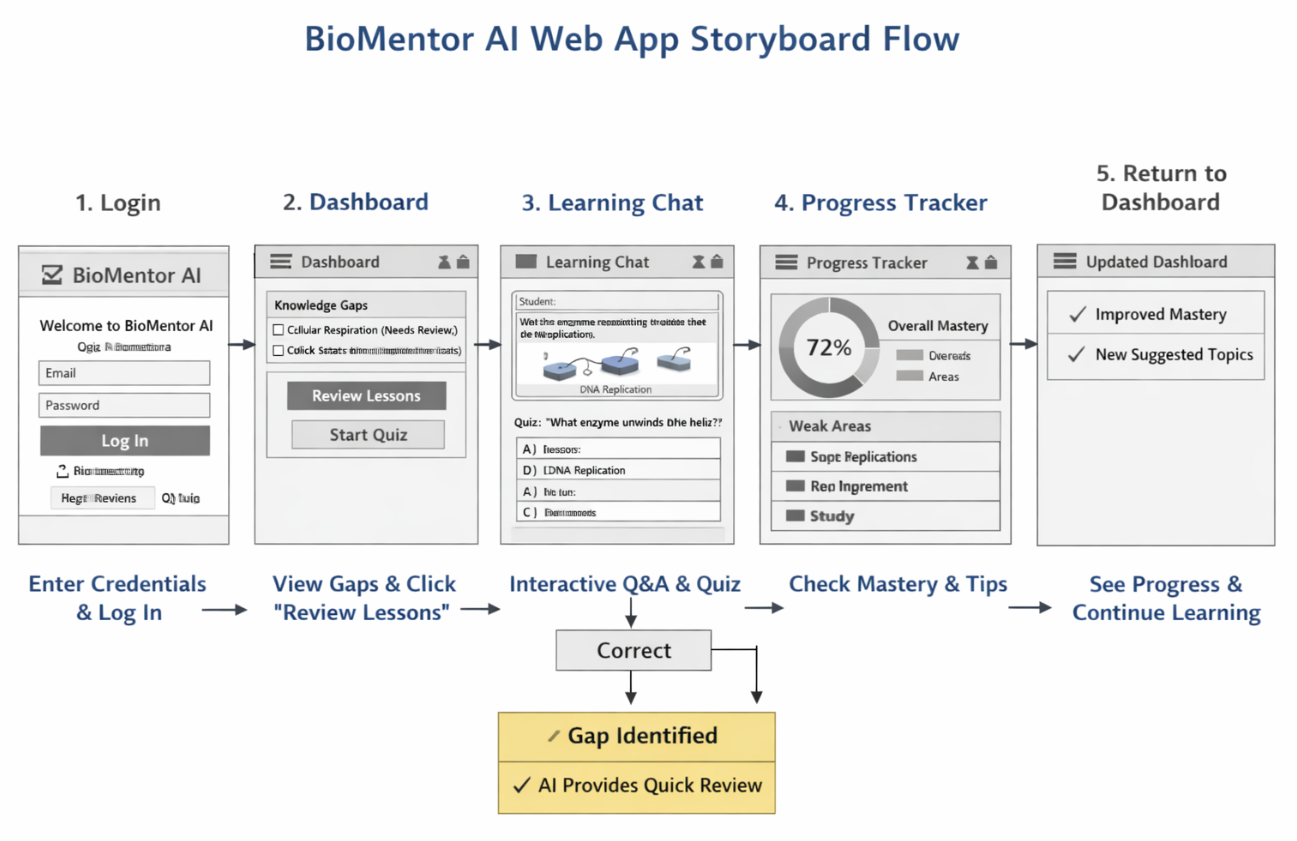 BioMentor AI Web App Storyboard Flow
1. Login
2. Dashboard
3. Learning Chat
4. Progress Tracker
5. Return to
Dashboard
BioMentor AI
Welcome to BioMentor AI
Email
Password
Log In
Dashboard
Knowledge Gaps
Cellular Respiration (Needs Review,)
Review Lessons
Start Quiz
Learning Chat
Student:
the enzyme
DNA Replication
Quiz: "What enzyme unwinds
A)
D) DNA Replication
A)
C)
Progress Tracker
72%
Overall Mastery
Areas
Weak Areas
Replications
Study
Updated
Improved Mastery
New Suggested Topics
Enter Credentials
& Log In
View Gaps & Click
"Review Lessons"
Interactive Q&A & Quiz
Check Mastery & Tips
See Progress &
Continue Learning
Correct
Gap Identified
AI Provides Quick Review